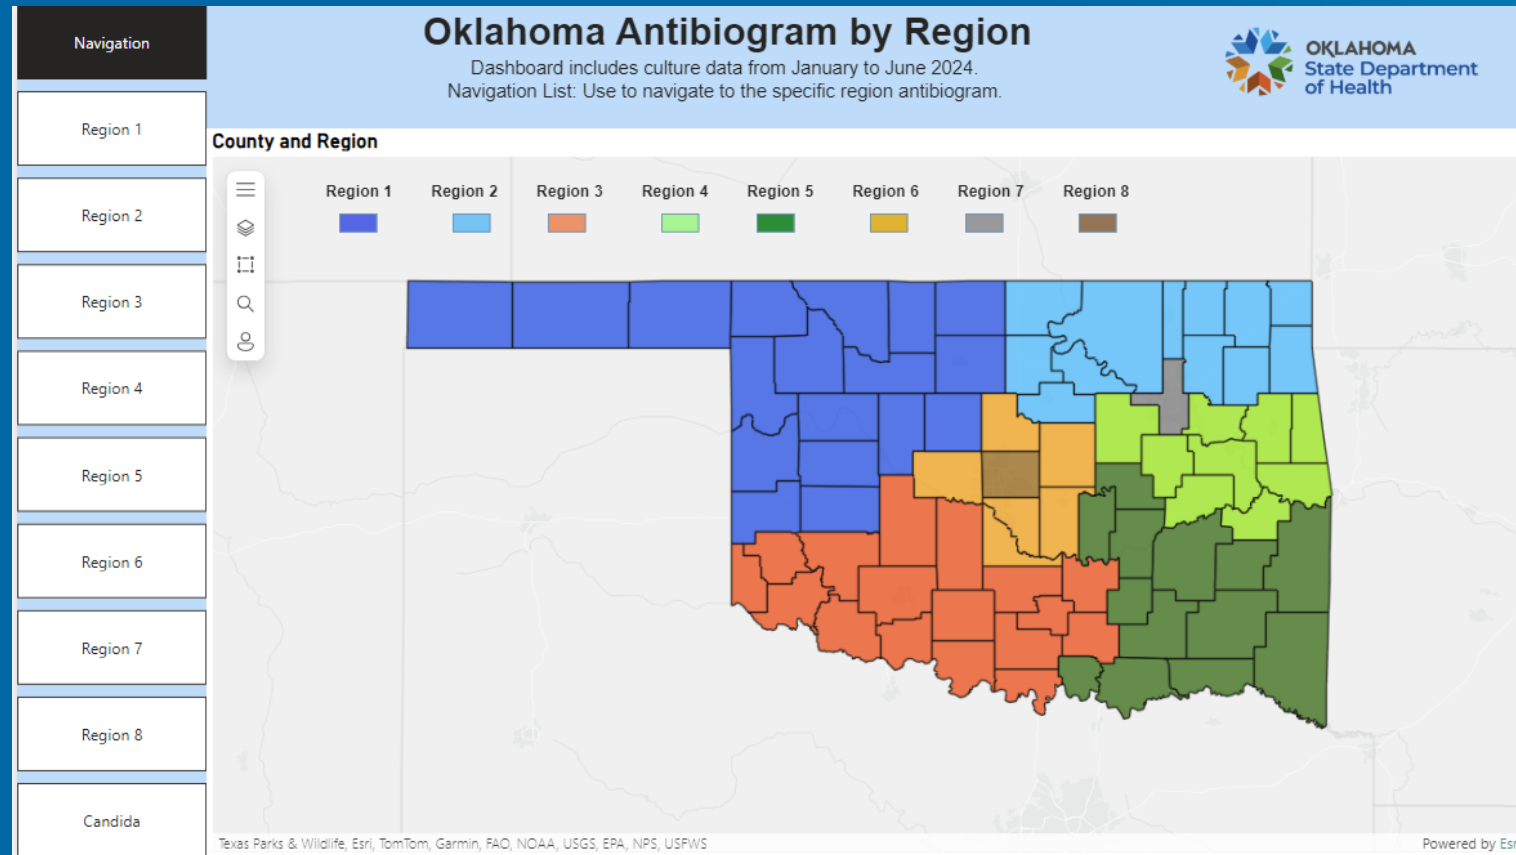 Navigation
Oklahoma Antibiogram by Region
Dashboard includes culture data from January to June 2024.
Navigation List: Use to navigate to the specific region antibiogram.
OKLAHOMA
State Department
of Health
Region 1
Region 2
Region 3
Region 4
Region 5
Region 6
Region 7
Region 8
Candida
County and Region
Region 1 Region 2 Region 3 Region 4 Region 5 Region 6 Region 7 Region 8
Texas Parks & Wildlife, Esri, TomTom, Garmin, FAO, NOAA, USGS, EPA, NPS, USFWS
Powered by Esr